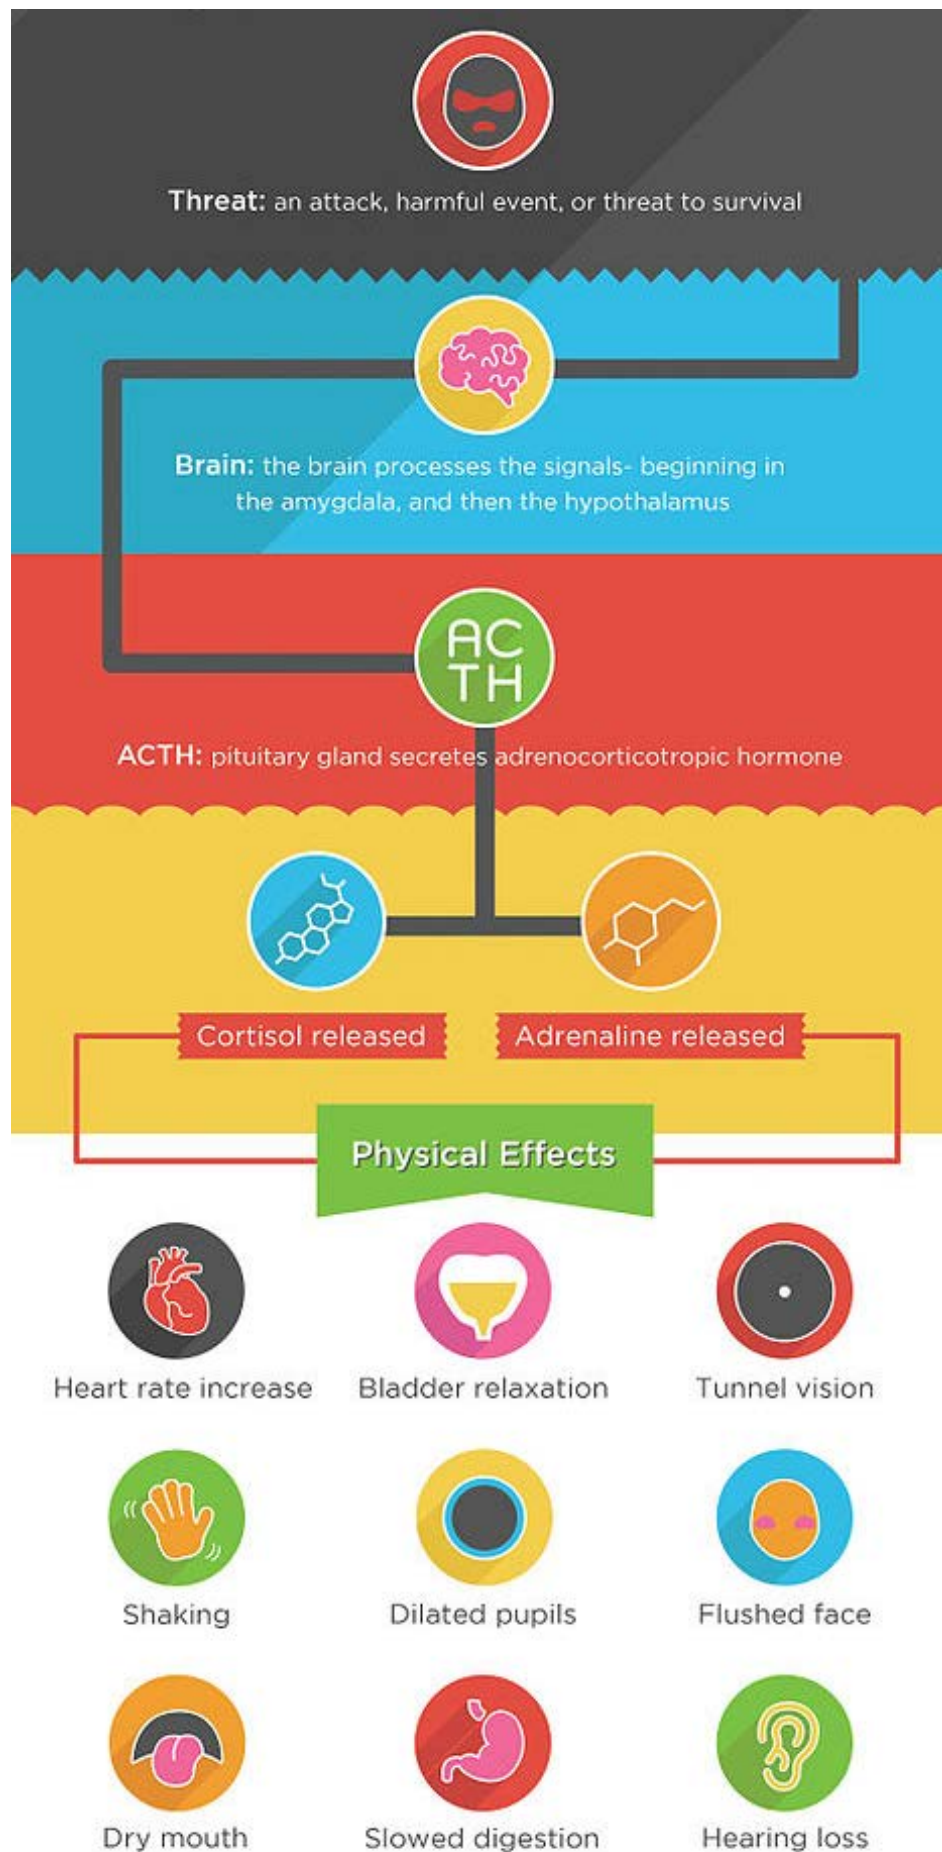 Threat: an attack, harmful event, or threat to survival
Brain: the brain processes the signals- beginning in
the amygdala, and then the hypothalamus
AC
TH
ACTH: pituitary gland secretes adrenocorticotropic hormone
Cortisol released
Adrenaline released
Physical Effects
Heart rate increase
Bladder relaxation
Tunnel vision
Shaking
Dilated pupils
Flushed face
Dry mouth
Slowed digestion
Hearing loss